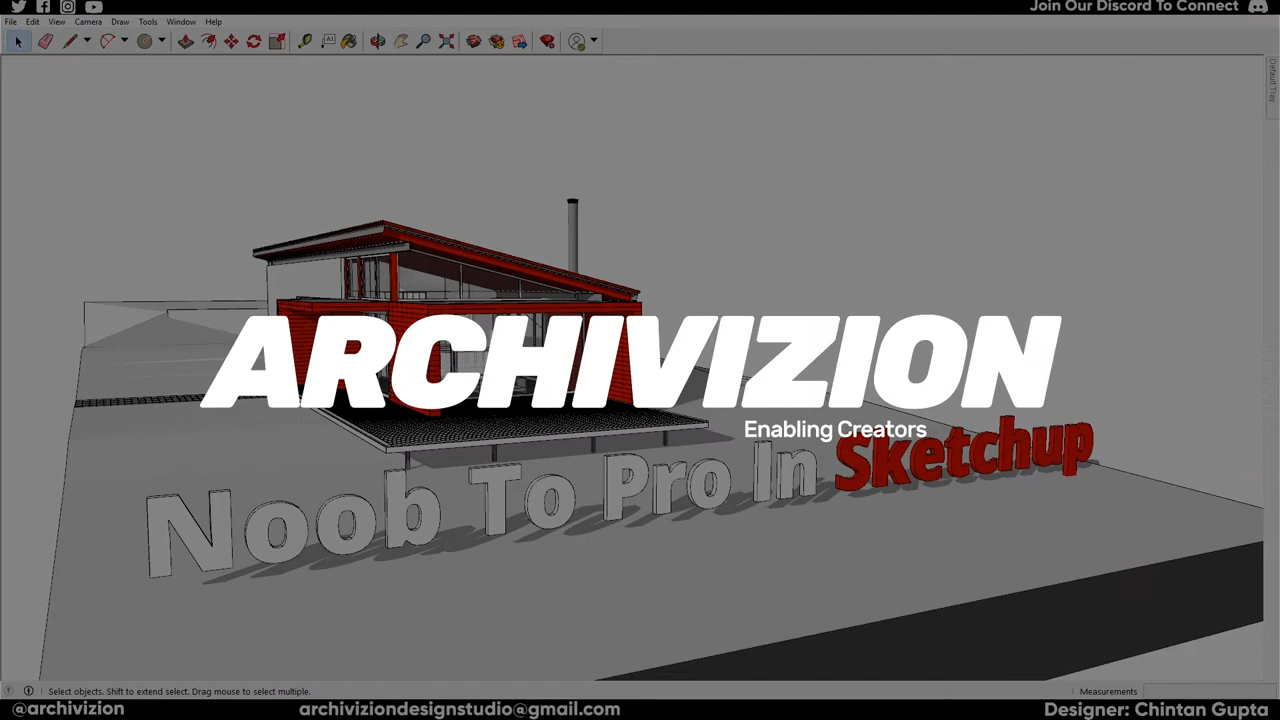 Join Our Discord To Connect
File Edit View Camera Draw Tools Window Help
Default Tray
ARCHIVIZION
Enabling Creators
Noob To Pro In Sketchup
Select objects. Shift to extend select. Drag mouse to select multiple.
Measurements
@archivizion
archiviziondesignstudio@gmail.com
Designer: Chintan Gupta